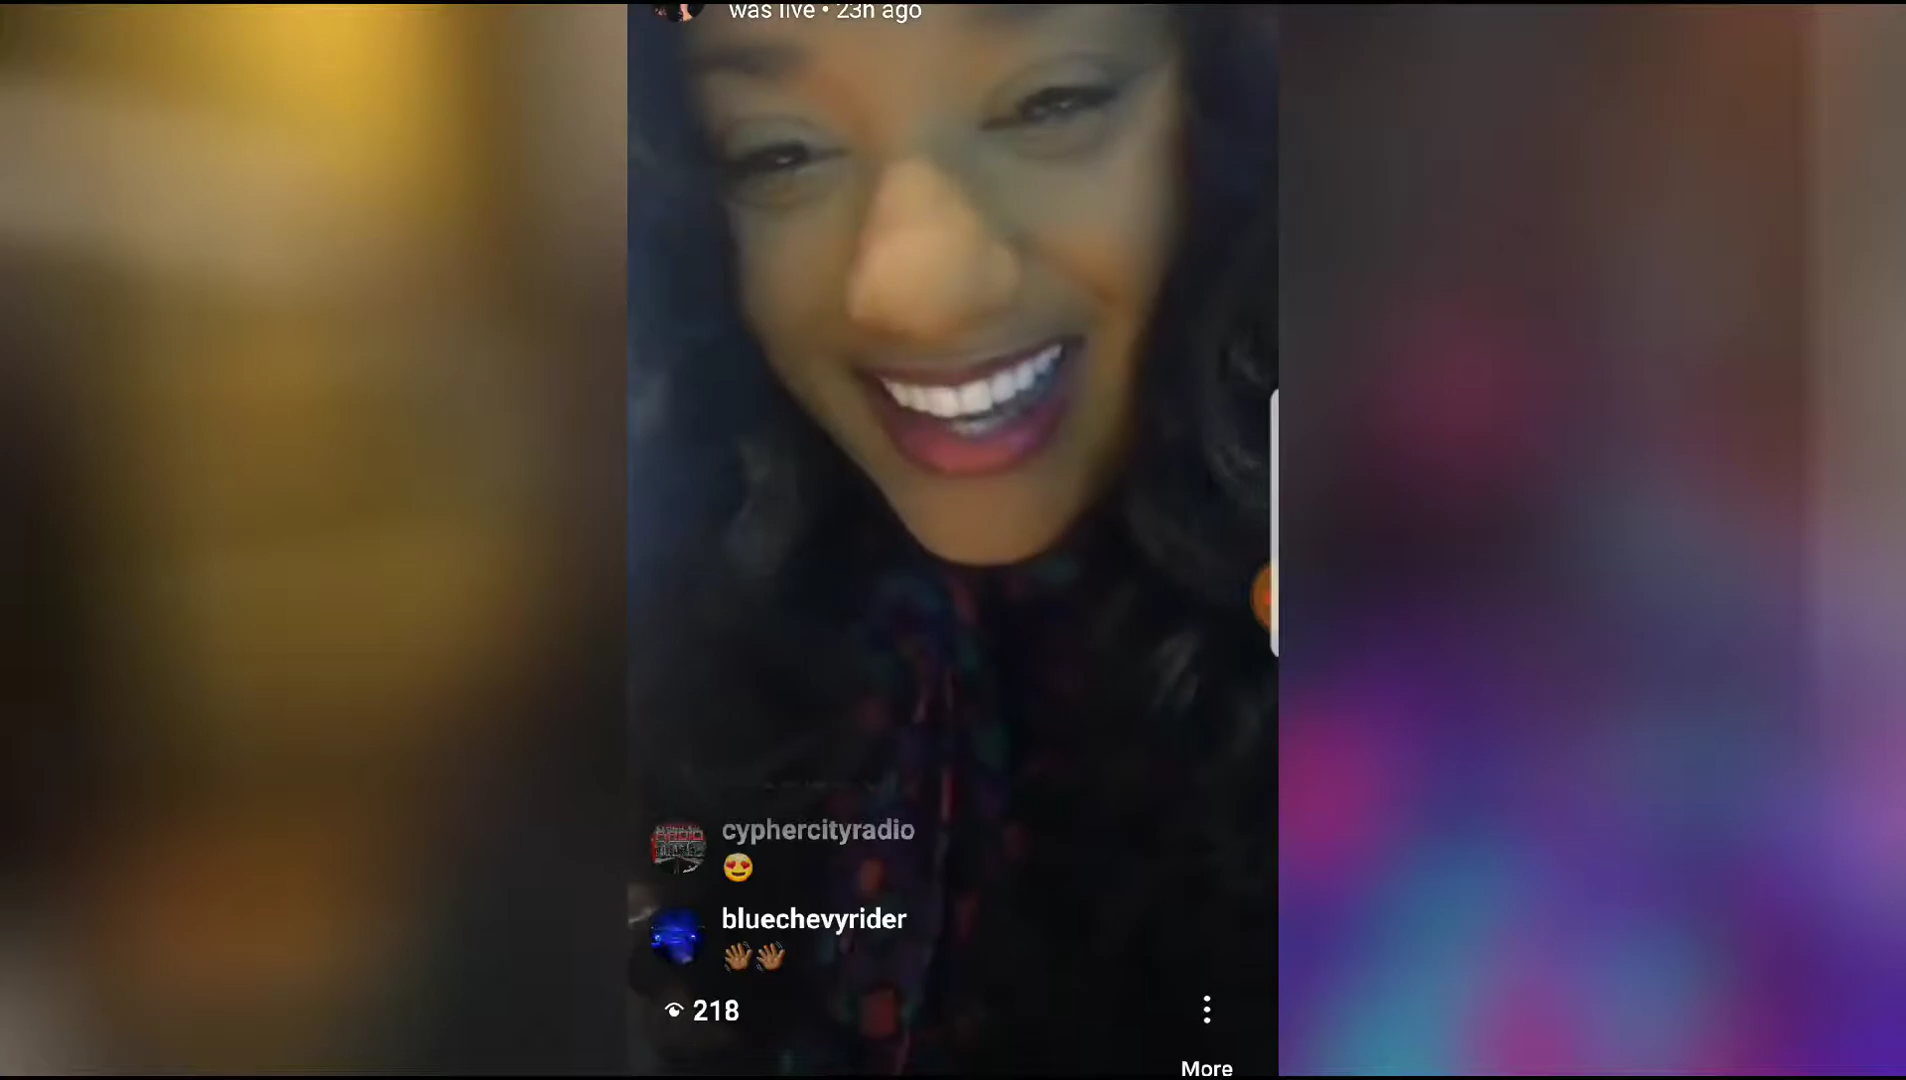 was live • 23h ago
cyphercityradio
😍
bluechevyrider
👋🏾👋🏾
218
More